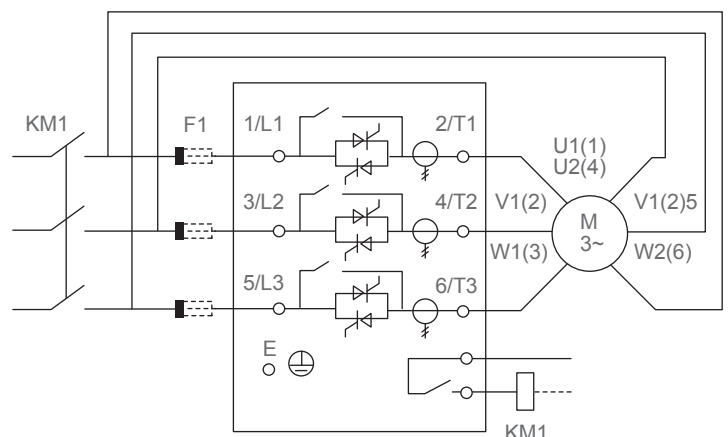 KM1
F1
1/L1
2/T1
U1(1)
U2(4)
3/L2
4/T2
V1(2)
V1(2)5
M
3~
W1(3)
W2(6)
5/L3
6/T3
E
KM1